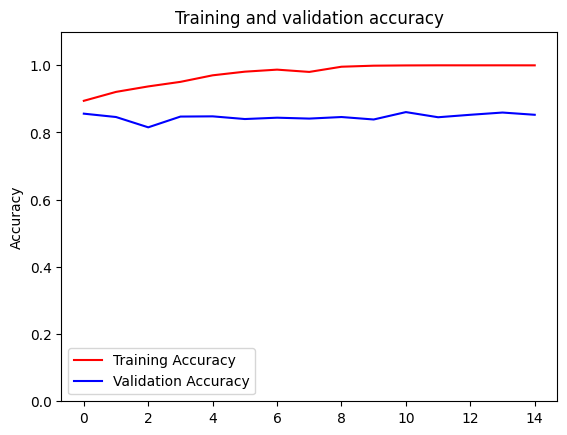 Training and validation accuracy
1.0
0.8
0.6
0.4
0.2
0.0
Accuracy
Training Accuracy
Validation Accuracy
0 2 4 6 8 10 12 14